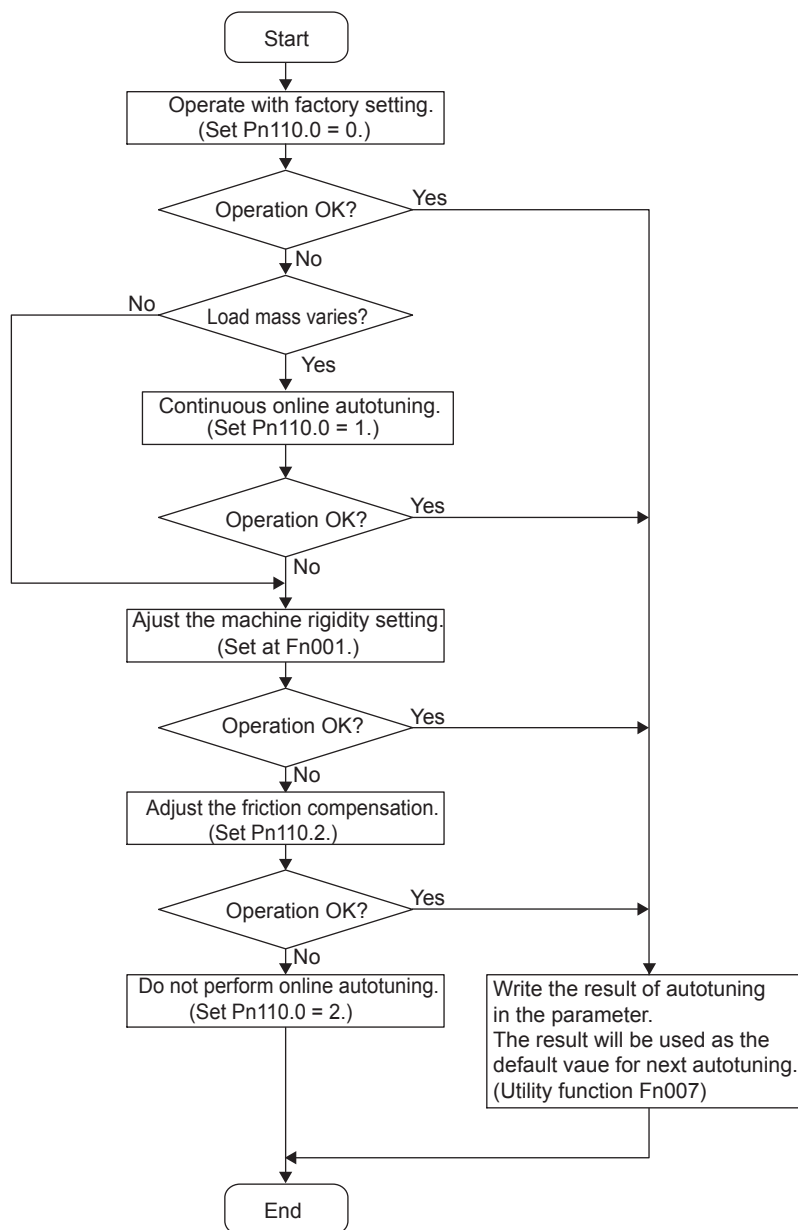 Start
Operate with factory setting.
(Set Pn110.0 = 0.)
Operation OK?
Yes
No
No
Load mass varies?
Yes
Continuous online autotuning.
(Set Pn110.0 = 1.)
Operation OK?
Yes
No
Ajust the machine rigidity setting.
(Set at Fn001.)
Operation OK?
Yes
No
Adjust the friction compensation.
(Set Pn110.2.)
Operation OK?
Yes
No
Do not perform online autotuning.
(Set Pn110.0 = 2.)
Write the result of autotuning
in the parameter.
The result will be used as the
default vaue for next autotuning.
(Utility function Fn007)
End